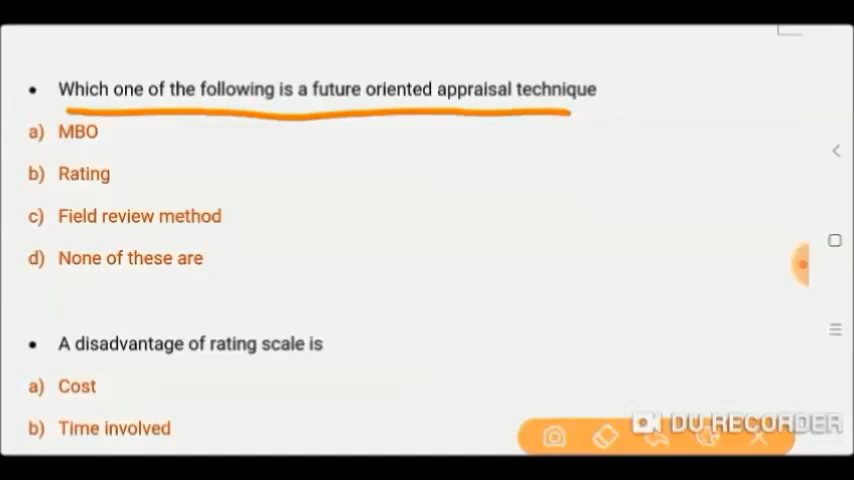 • Which one of the following is a future oriented appraisal technique
a) MBO
b) Rating
c) Field review method
d) None of these are
• A disadvantage of rating scale is
a) Cost
b) Time involved
DU RECORDER